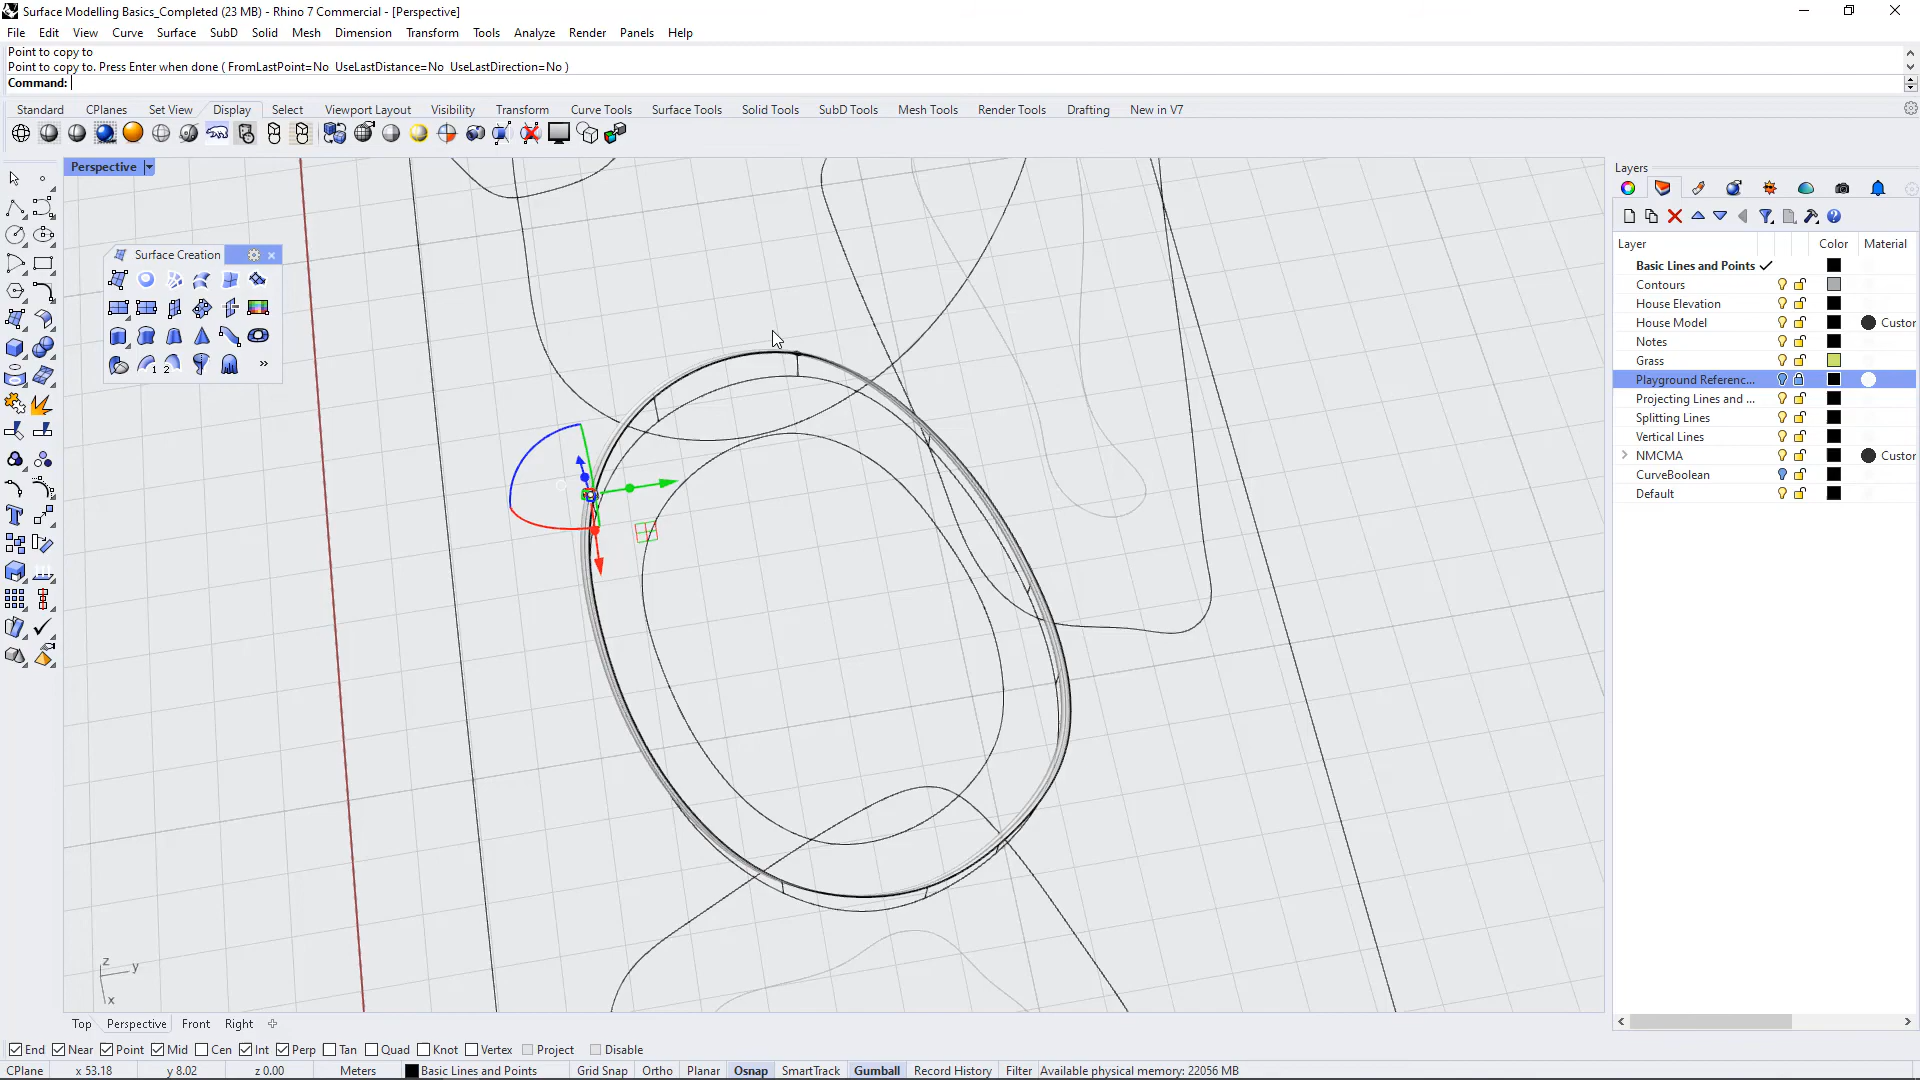 Surface Modelling Basics_Completed (23 MB) - Rhino 7 Commercial - [Perspective]
File Edit View Curve Surface SubD Solid Mesh Dimension Transform Tools Analyze Render Panels Help
Point to copy to
Point to copy to. Press Enter when done ( FromLastPoint=No UseLastDistance=No UseLastDirection=No )
Command:
Standard CPlanes Set View Display Select Viewport Layout Visibility Transform Curve Tools Surface Tools Solid Tools SubD Tools Mesh Tools Render Tools Drafting New in V7
Perspective
Layers
Surface Creation
Layer Color Material
Basic Lines and Points
Contours
House Elevation
House Model Custor
Notes
Grass
Playground Referenc...
Projecting Lines and ...
Splitting Lines
Vertical Lines
NMCMA Custor
CurveBoolean
Default
1 2 »
z y x
Top Perspective Front Right
End Near Point Mid Cen Int Perp Tan Quad Knot Vertex Project Disable
CPlane x 53.18 y 8.02 z 0.00 Meters Basic Lines and Points Grid Snap Ortho Planar Osnap SmartTrack Gumball Record History Filter Available physical memory: 22056 MB